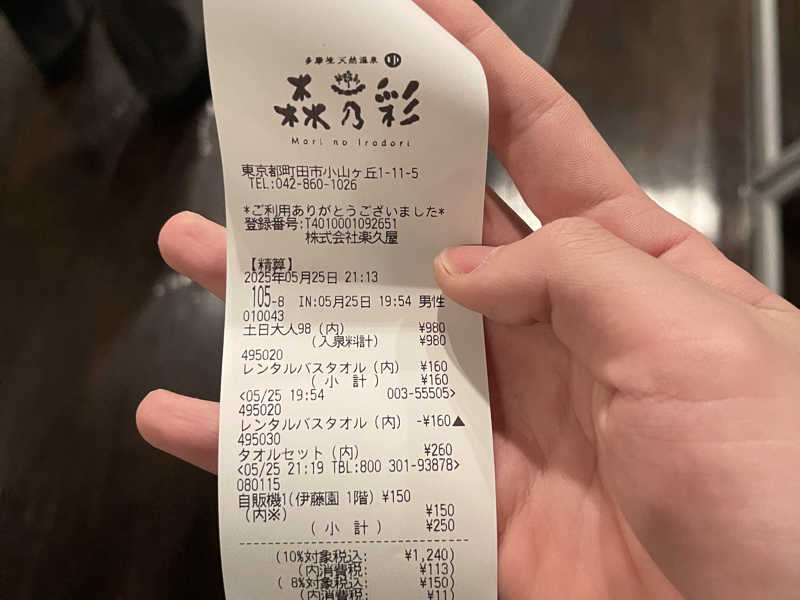 多摩境天然温泉
森乃彩
Mori no Irodori
東京都町田市小山ヶ丘1-11-5
TEL:042-860-1026
*ご利用ありがとうございました*
登録番号:T4010001092651
株式会社楽久屋
【精算】
2025年05月25日 21:13
105-8 IN:05月25日 19:54 男性
010043
土日大人98(内) ¥980
(入泉料計) ¥980
495020
レンタルバスタオル(内) ¥160
( 小 計 ) ¥160
<05/25 19:54 003-55505>
495020
レンタルバスタオル(内) -¥160▲
495030
タオルセット(内) ¥260
<05/25 21:19 TBL:800 301-93878>
080115
自販機1(伊藤園 1階) ¥150
(内※) ¥150
( 小 計 ) ¥250
(10%対象税込: ¥1,240)
(内消費税: ¥113)
( 8%対象税込: ¥150)
(内消費税: ¥11)